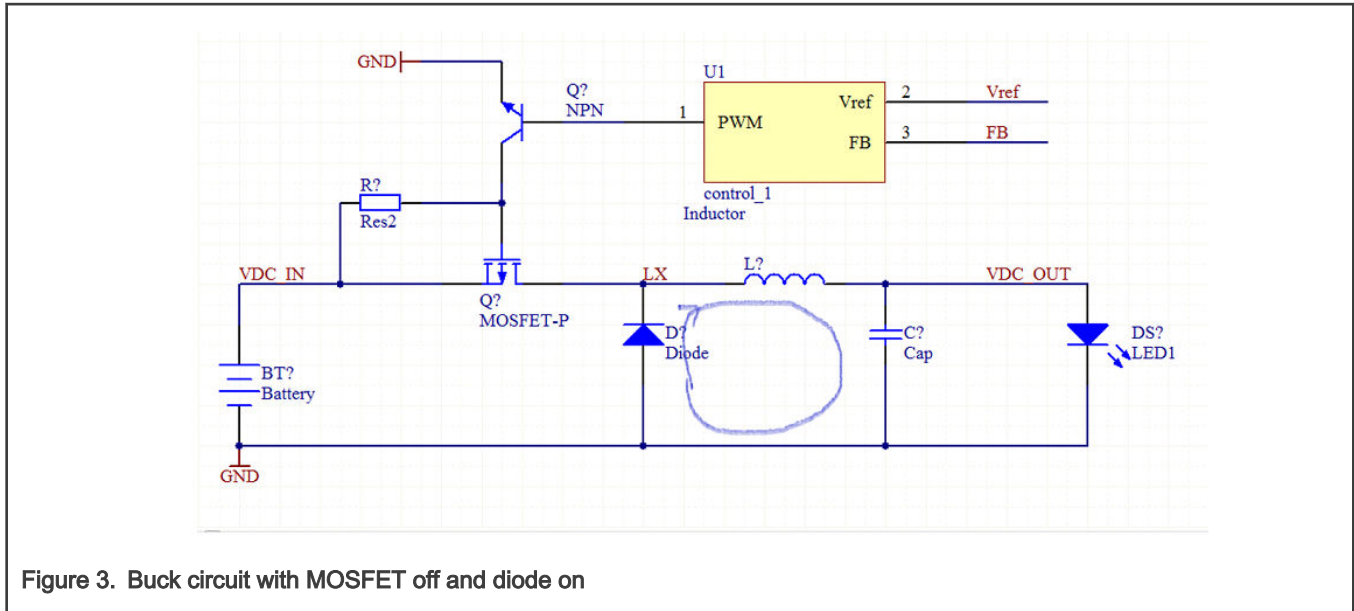 GND
Q?
NPN
U1
1
PWM
Vref
2
Vref
FB
3
FB
control_1
Inductor
R?
Res2
VDC_IN
Q?
MOSFET-P
LX
L?
VDC_OUT
D?
Diode
C?
Cap
DS?
LED1
BT?
Battery
GND
Figure 3. Buck circuit with MOSFET off and diode on